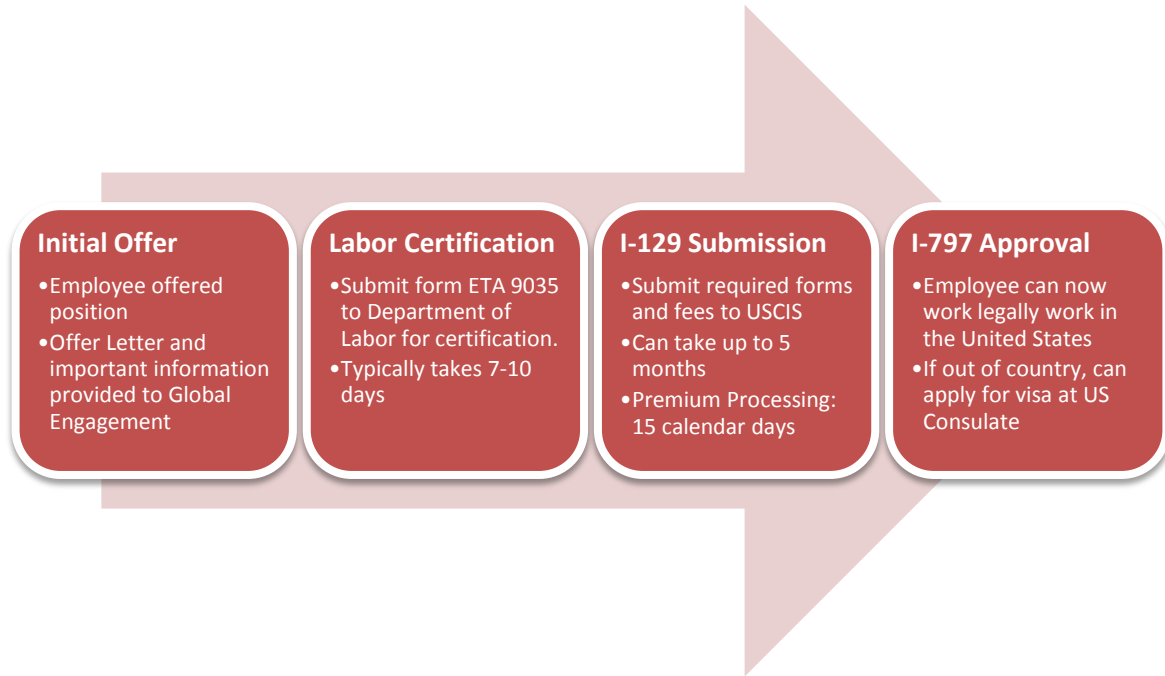 Initial Offer
•Employee offered
position
•Offer Letter and
important information
provided to Global
Engagement
Labor Certification
•Submit form ETA 9035
to Department of
Labor for certification.
•Typically takes 7-10
days
I-129 Submission
•Submit required forms
and fees to USCIS
•Can take up to 5
months
•Premium Processing:
15 calendar days
I-797 Approval
•Employee can now
work legally work in
the United States
•If out of country, can
apply for visa at US
Consulate